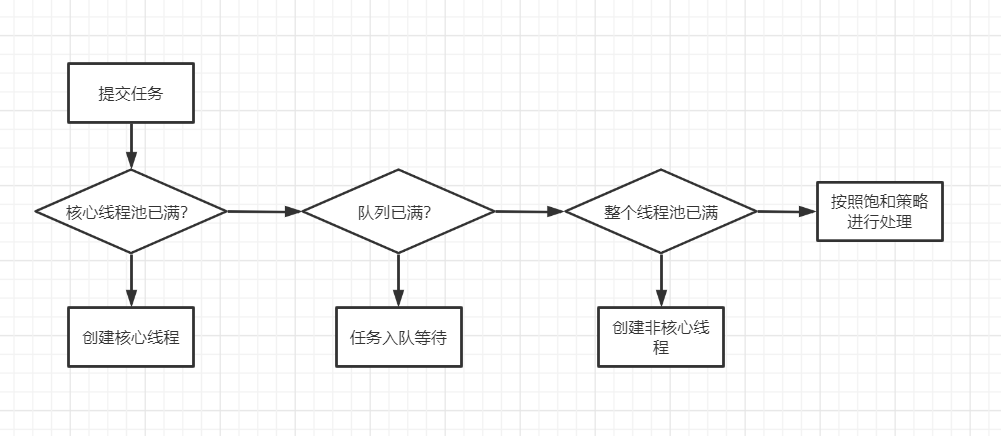 提交任务
核心线程池已满?
队列已满?
整个线程池已满
按照饱和策略
进行处理
创建核心线程
任务入队等待
创建非核心线
程